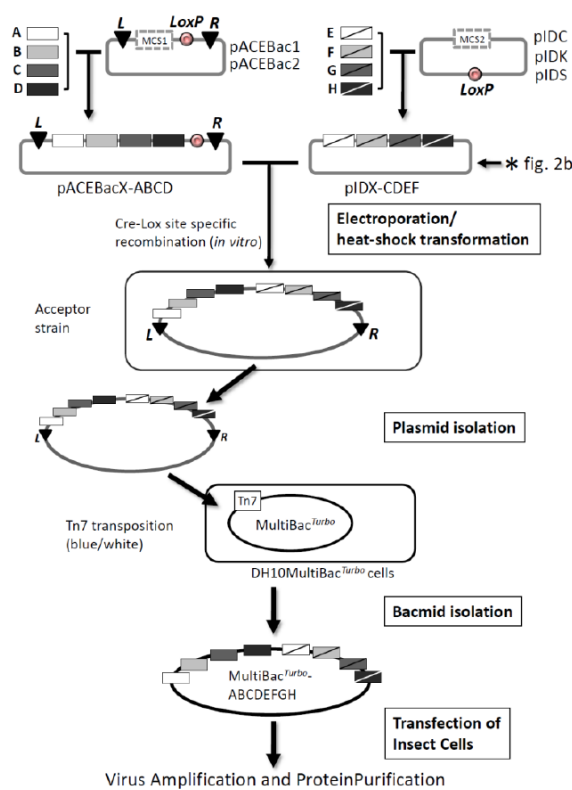 A
B
C
D
L
MCS1
LoxP
R
pACEBac1
pACEBac2
E
F
G
H
MCS2
LoxP
pIDC
pIDK
pIDS
L
R
pACEBacX-ABCD
pIDX-CDEF
* fig. 2b
Cre-Lox site specific
recombination (in vitro)
Electroporation/
heat-shock transformation
Acceptor
strain
L
R
L
R
Plasmid isolation
Tn7 transposition
(blue/white)
Tn7
MultiBacTurbo
DH10MultiBacTurbo cells
Bacmid isolation
MultiBacTurbo-
ABCDEFGH
Transfection of
Insect Cells
Virus Amplification and ProteinPurification